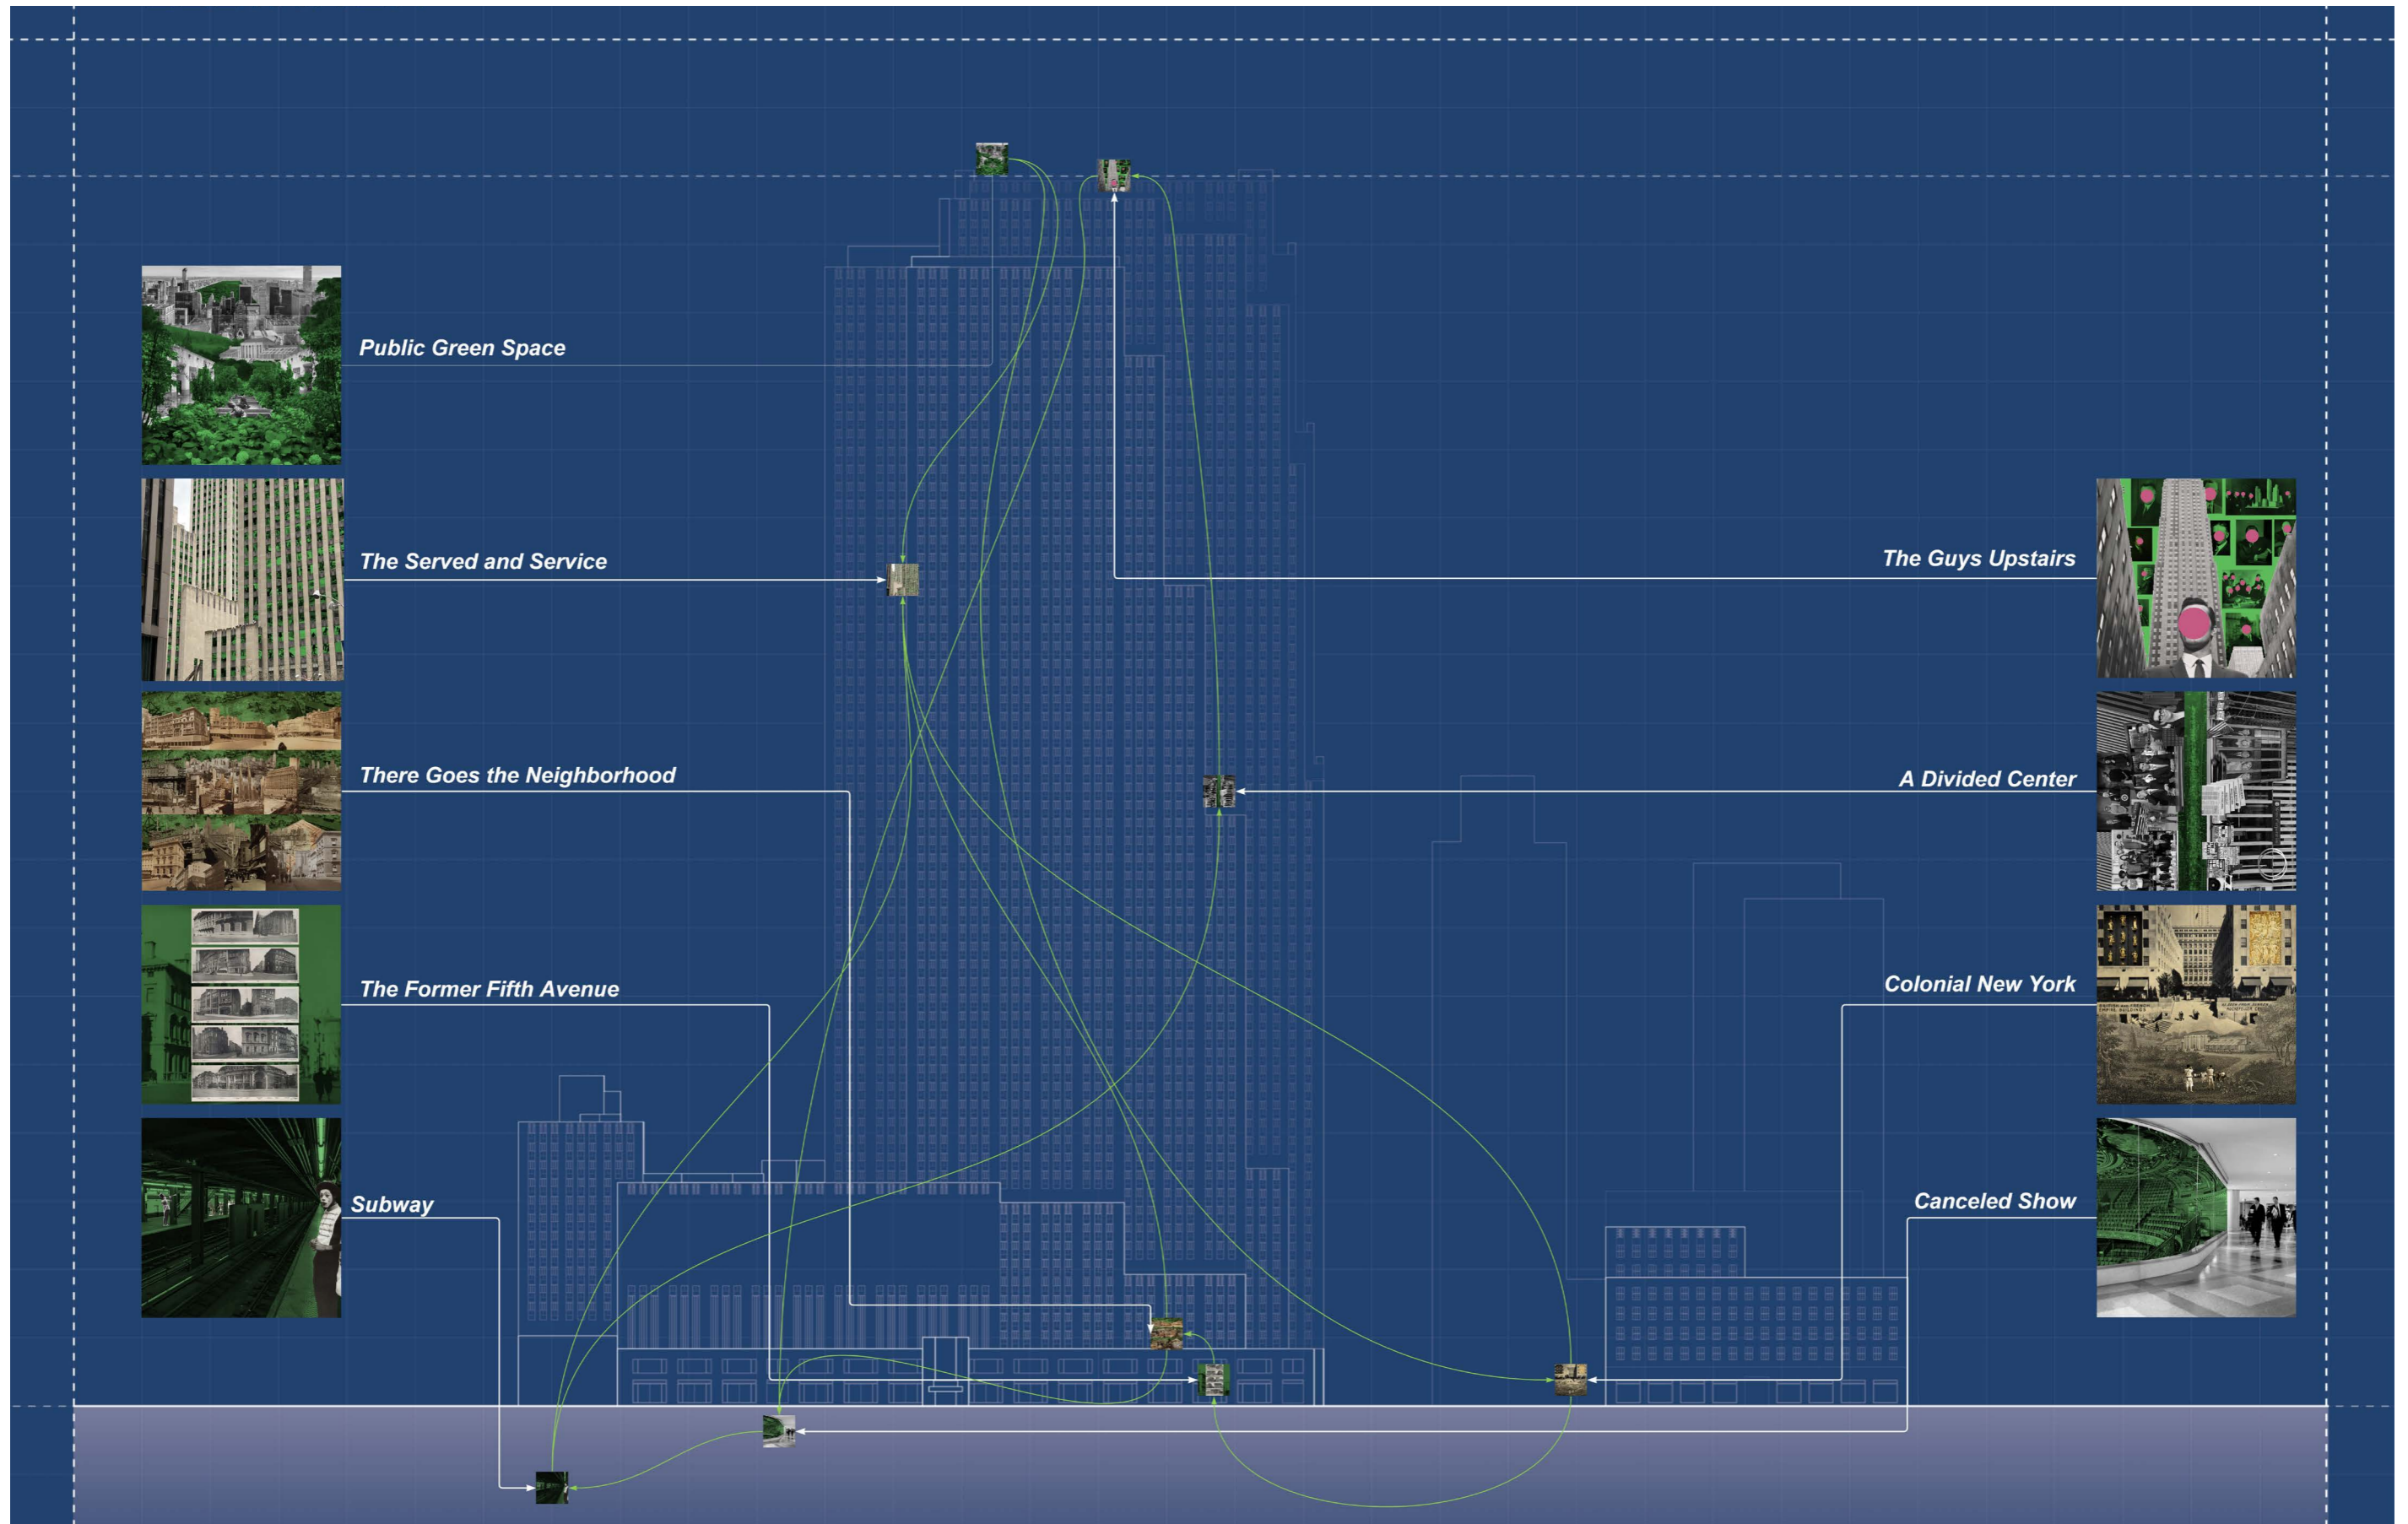 Public Green Space
The Served and Service
There Goes the Neighborhood
The Former Fifth Avenue
Subway
The Guys Upstairs
A Divided Center
Colonial New York
Canceled Show